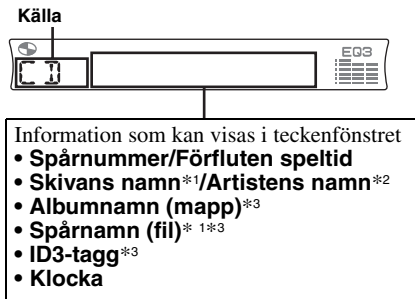 Källa
EQ3
CD
Information som kan visas i teckenfönstret
• Spårnummer/Förfluten speltid
• Skivans namn*1/Artistens namn*2
• Albumnamn (mapp)*3
• Spårnamn (fil)* 1*3
• ID3-tagg*3
• Klocka